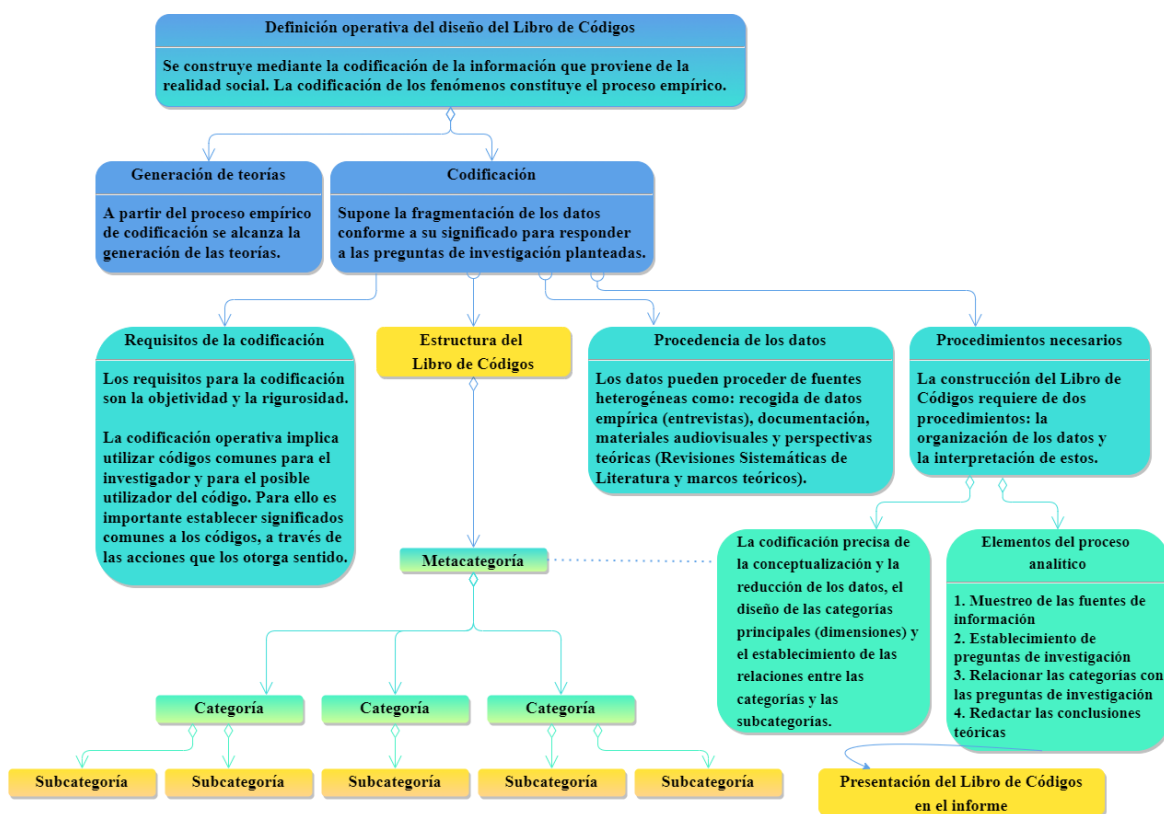 Definición operativa del diseño del Libro de Códigos
Se construye mediante la codificación de la información que proviene de la
realidad social. La codificación de los fenómenos constituye el proceso empírico.
Generación de teorías
A partir del proceso empírico
de codificación se alcanza la
generación de las teorías.
Codificación
Supone la fragmentación de los datos
conforme a su significado para responder
a las preguntas de investigación planteadas.
Requisitos de la codificación
Los requisitos para la codificación
son la objetividad y la rigurosidad.
La codificación operativa implica
utilizar códigos comunes para el
investigador y para el posible
utilizador del código. Para ello es
importante establecer significados
comunes a los códigos, a través de
las acciones que los otorga sentido.
Estructura del
Libro de Códigos
Procedencia de los datos
Los datos pueden proceder de fuentes
heterogéneas como: recogida de datos
empírica (entrevistas), documentación,
materiales audiovisuales y perspectivas
teóricas (Revisiones Sistemáticas de
Literatura y marcos teóricos).
Procedimientos necesarios
La construcción del Libro de
Códigos requiere de dos
procedimientos: la
organización de los datos y
la interpretación de estos.
Metacategoría
La codificación precisa de
la conceptualización y la
reducción de los datos, el
diseño de las categorías
principales (dimensiones) y
el establecimiento de las
relaciones entre las
categorías y las
subcategorías.
Elementos del proceso
analítico
1. Muestreo de las fuentes de
información
2. Establecimiento de
preguntas de investigación
3. Relacionar las categorías con
las preguntas de investigación
4. Redactar las conclusiones
teóricas
Categoría
Categoría
Categoría
Subcategoría
Subcategoría
Subcategoría
Subcategoría
Subcategoría
Presentación del Libro de Códigos
en el informe